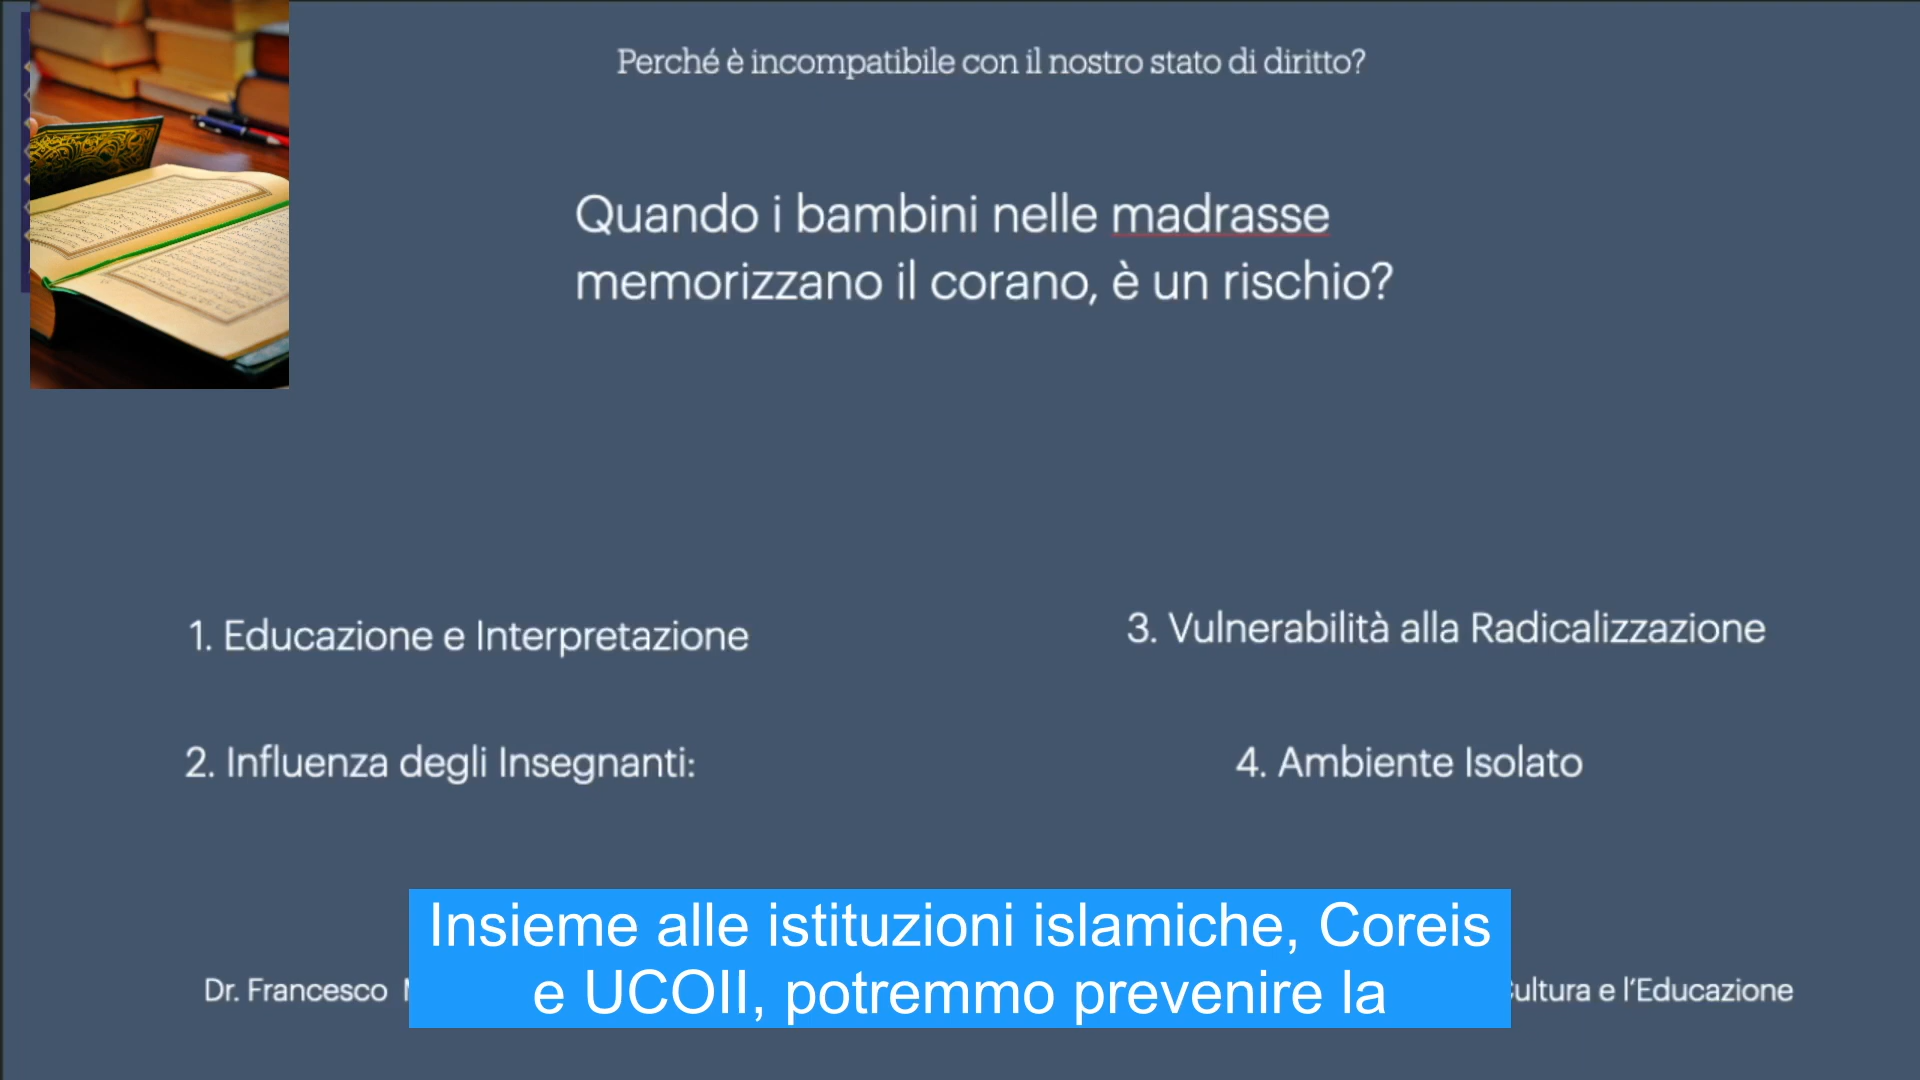 Perché è incompatibile con il nostro stato di diritto?
Quando i bambini nelle madrasse
memorizzano il corano, è un rischio?
1. Educazione e Interpretazione
2. Influenza degli Insegnanti:
3. Vulnerabilità alla Radicalizzazione
4. Ambiente Isolato
Insieme alle istituzioni islamiche, Coreis
e UCOII, potremmo prevenire la
Dr. Francesco
e l'Educazione